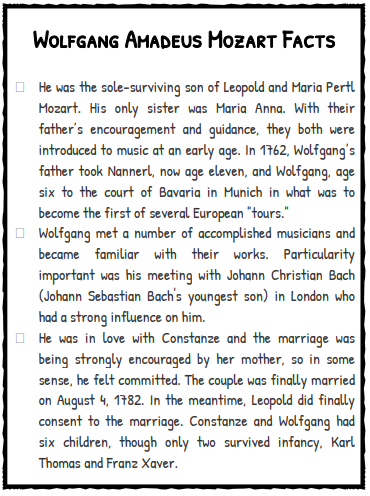 Wolfgang Amadeus Mozart Facts
He was the sole-surviving son of Leopold and Maria Pertl
Mozart. His only sister was Maria Anna. With their
father's encouragement and guidance, they both were
introduced to music at an early age. In 1762, Wolfgang's
father took Nannerl, now age eleven, and Wolfgang, age
six to the court of Bavaria in Munich in what was to
become the first of several European "tours."
Wolfgang met a number of accomplished musicians and
became familiar with their works. Particularity
important was his meeting with Johann Christian Bach
(Johann Sebastian Bach's youngest son) in London who
had a strong influence on him.
He was in love with Constanze and the marriage was
being strongly encouraged by her mother, so in some
sense, he felt committed. The couple was finally married
on August 4, 1782. In the meantime, Leopold did finally
consent to the marriage. Constanze and Wolfgang had
six children, though only two survived infancy, Karl
Thomas and Franz Xaver.